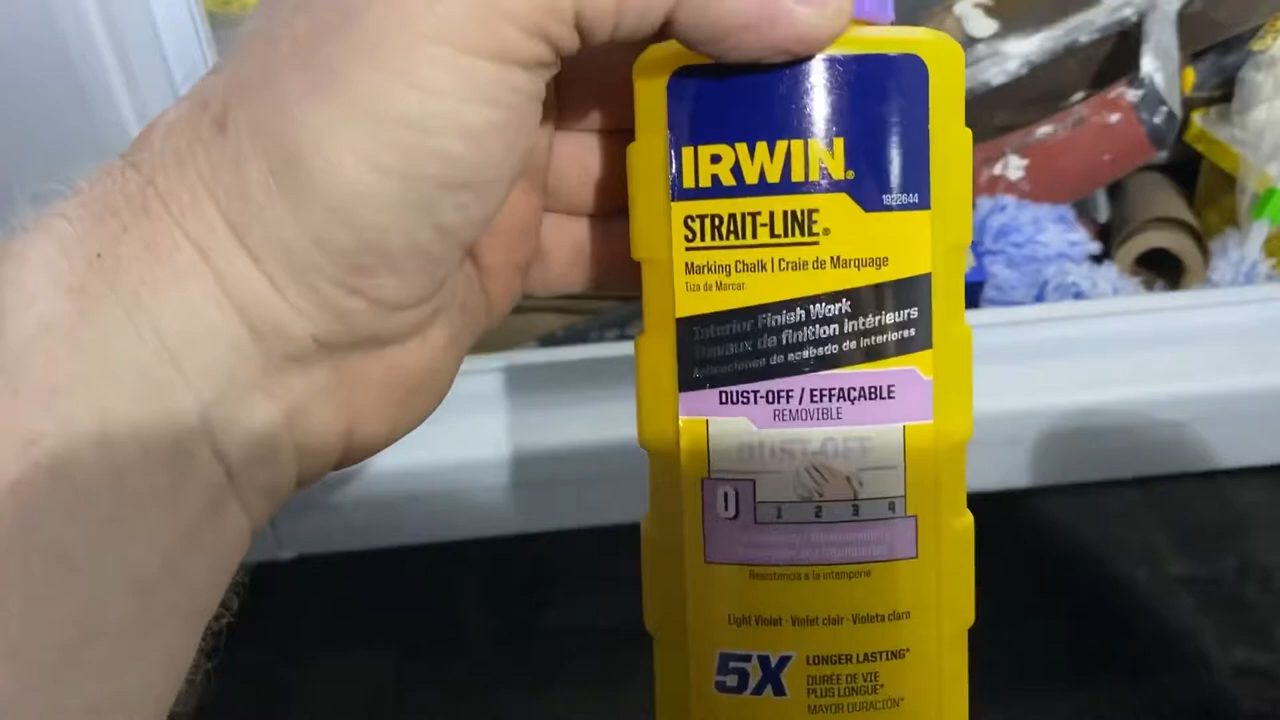 IRWIN®
1922644
STRAIT-LINE®
Marking Chalk | Craie de Marquage
Tiza de Marcar
Interior Finish Work
Travaux de finition intérieurs
Aplicaciones de acabado de interiores
DUST-OFF / EFFAÇABLE
REMOVIBLE
DUST-OFF
0
1 2 3 4
Resistencia a la intemperie
Light Violet · Violet clair · Violeta claro
5X
LONGER LASTING*
DURÉE DE VIE
PLUS LONGUE*
MAYOR DURACIÓN*